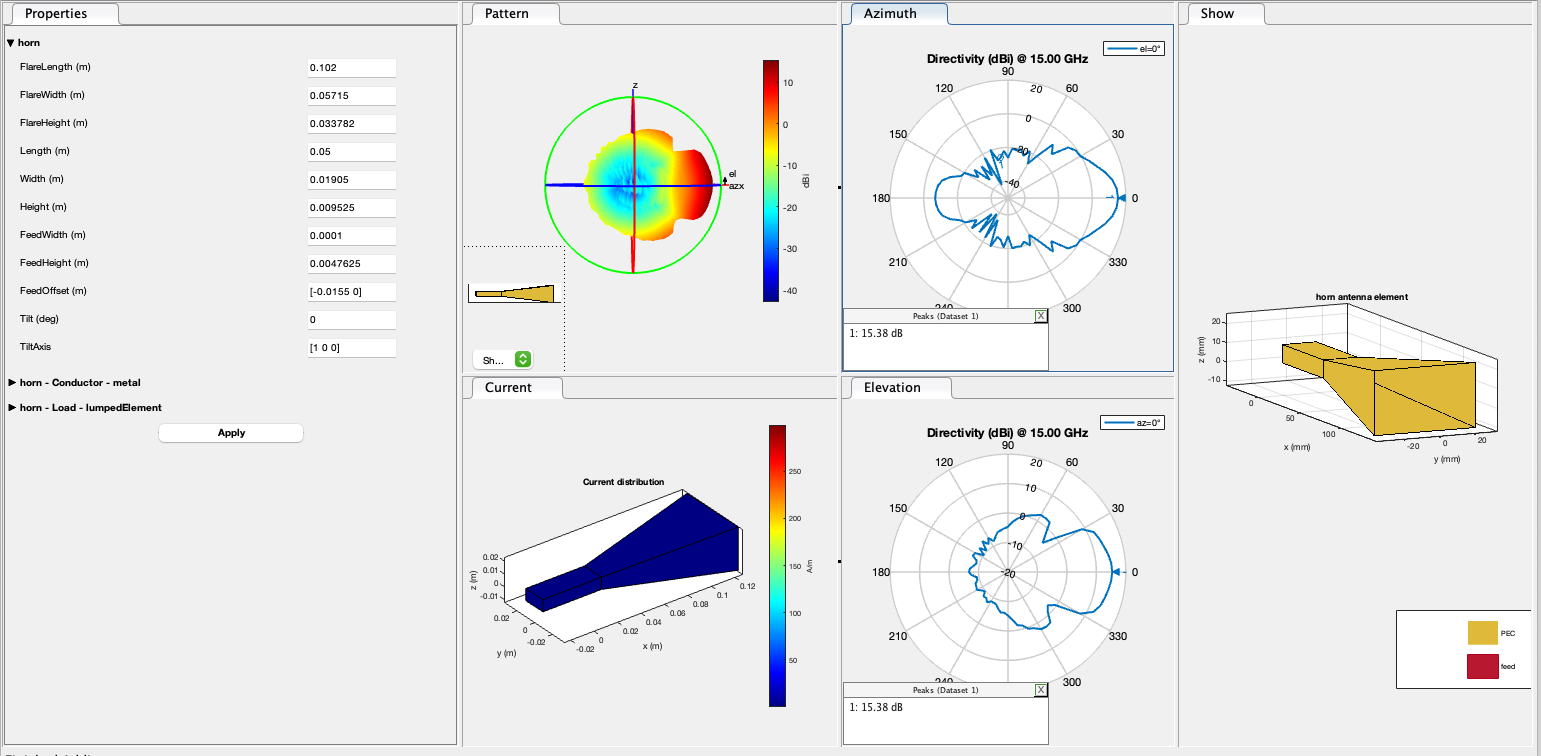 Properties
horn
FlareLength (m) 0.102
FlareWidth (m) 0.05715
FlareHeight (m) 0.033782
Length (m) 0.05
Width (m) 0.01905
Height (m) 0.009525
FeedWidth (m) 0.0001
FeedHeight (m) 0.0047625
FeedOffset (m) [-0.0155 0]
Tilt (deg) 0
TiltAxis [1 0 0]
horn - Conductor - metal
horn - Load - lumpedElement
Apply
Pattern
z
el
azx
10
0
-10
-20
-30
-40
dBi
Sh...
Current
Current distribution
0.02
0.01
0
-0.01
z (m)
0.02
0
-0.02
y (m)
-0.02
0
0.02
0.04
0.06
0.08
0.1
0.12
x (m)
250
200
150
100
50
A/m
Azimuth
el=0°
Directivity (dBi) @ 15.00 GHz
90
120 60
150 30
180 0
210 330
240 300
20
0
-20
-40
1
Peaks (Dataset 1) X
1: 15.38 dB
Elevation
az=0°
Directivity (dBi) @ 15.00 GHz
90
120 60
150 30
180 0
210 330
240 300
20
10
0
-10
-20
Peaks (Dataset 1) X
1: 15.38 dB
Show
horn antenna element
20
10
0
-10
z (mm)
0
50
100
x (mm)
-20
0
20
y (mm)
PEC
feed